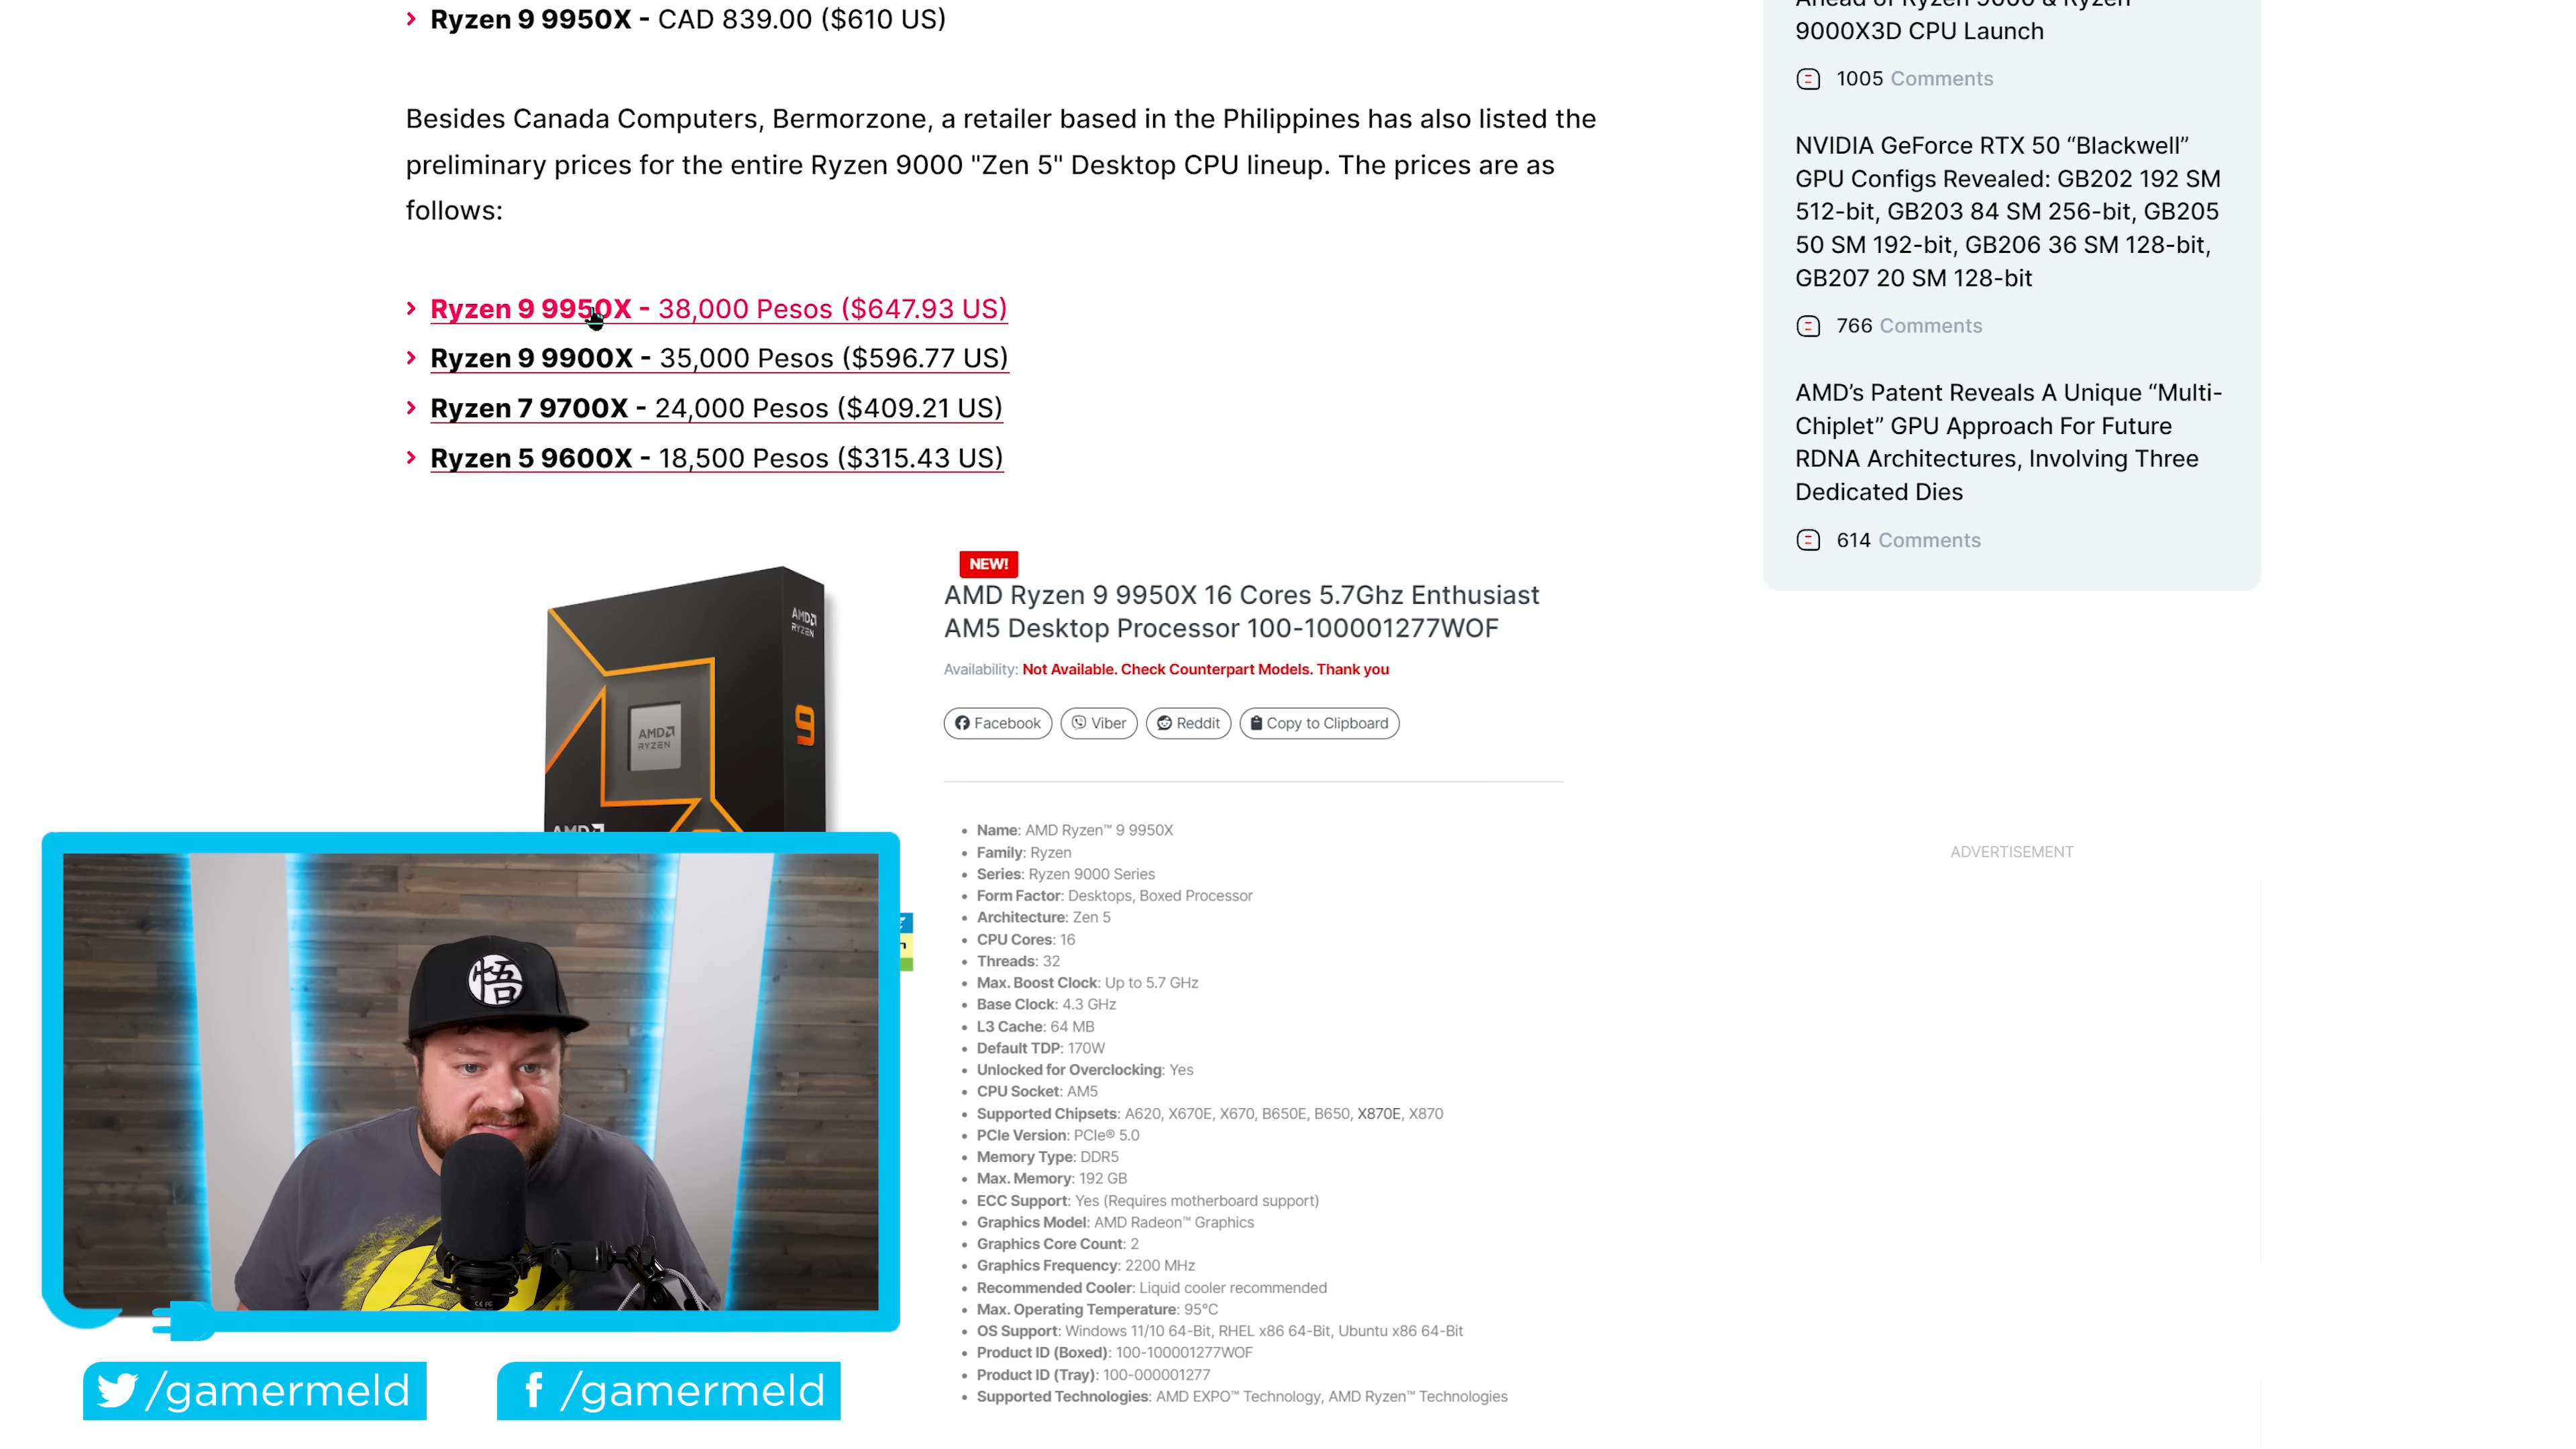 Ryzen 9 9950X - CAD 839.00 ($610 US)
Besides Canada Computers, Bermorzone, a retailer based in the Philippines has also listed the
preliminary prices for the entire Ryzen 9000 "Zen 5" Desktop CPU lineup. The prices are as
follows:
Ryzen 9 9950X - 38,000 Pesos ($647.93 US)
Ryzen 9 9900X - 35,000 Pesos ($596.77 US)
Ryzen 7 9700X - 24,000 Pesos ($409.21 US)
Ryzen 5 9600X - 18,500 Pesos ($315.43 US)
AMD
RYZEN
9
AMD
RYZEN
AMD
NEW!
AMD Ryzen 9 9950X 16 Cores 5.7Ghz Enthusiast
AM5 Desktop Processor 100-100001277WOF
Availability: Not Available. Check Counterpart Models. Thank you
Facebook
Viber
Reddit
Copy to Clipboard
Name: AMD Ryzen™ 9 9950X
Family: Ryzen
Series: Ryzen 9000 Series
Form Factor: Desktops, Boxed Processor
Architecture: Zen 5
CPU Cores: 16
Threads: 32
Max. Boost Clock: Up to 5.7 GHz
Base Clock: 4.3 GHz
L3 Cache: 64 MB
Default TDP: 170W
Unlocked for Overclocking: Yes
CPU Socket: AM5
Supported Chipsets: A620, X670E, X670, B650E, B650, X870E, X870
PCIe Version: PCIe® 5.0
Memory Type: DDR5
Max. Memory: 192 GB
ECC Support: Yes (Requires motherboard support)
Graphics Model: AMD Radeon™ Graphics
Graphics Core Count: 2
Graphics Frequency: 2200 MHz
Recommended Cooler: Liquid cooler recommended
Max. Operating Temperature: 95°C
OS Support: Windows 11/10 64-Bit, RHEL x86 64-Bit, Ubuntu x86 64-Bit
Product ID (Boxed): 100-100001277WOF
Product ID (Tray): 100-000001277
Supported Technologies: AMD EXPO™ Technology, AMD Ryzen™ Technologies
悟
/gamermeld
/gamermeld
9000X3D CPU Launch
1005 Comments
NVIDIA GeForce RTX 50 “Blackwell”
GPU Configs Revealed: GB202 192 SM
512-bit, GB203 84 SM 256-bit, GB205
50 SM 192-bit, GB206 36 SM 128-bit,
GB207 20 SM 128-bit
766 Comments
AMD’s Patent Reveals A Unique “Multi-
Chiplet” GPU Approach For Future
RDNA Architectures, Involving Three
Dedicated Dies
614 Comments
ADVERTISEMENT